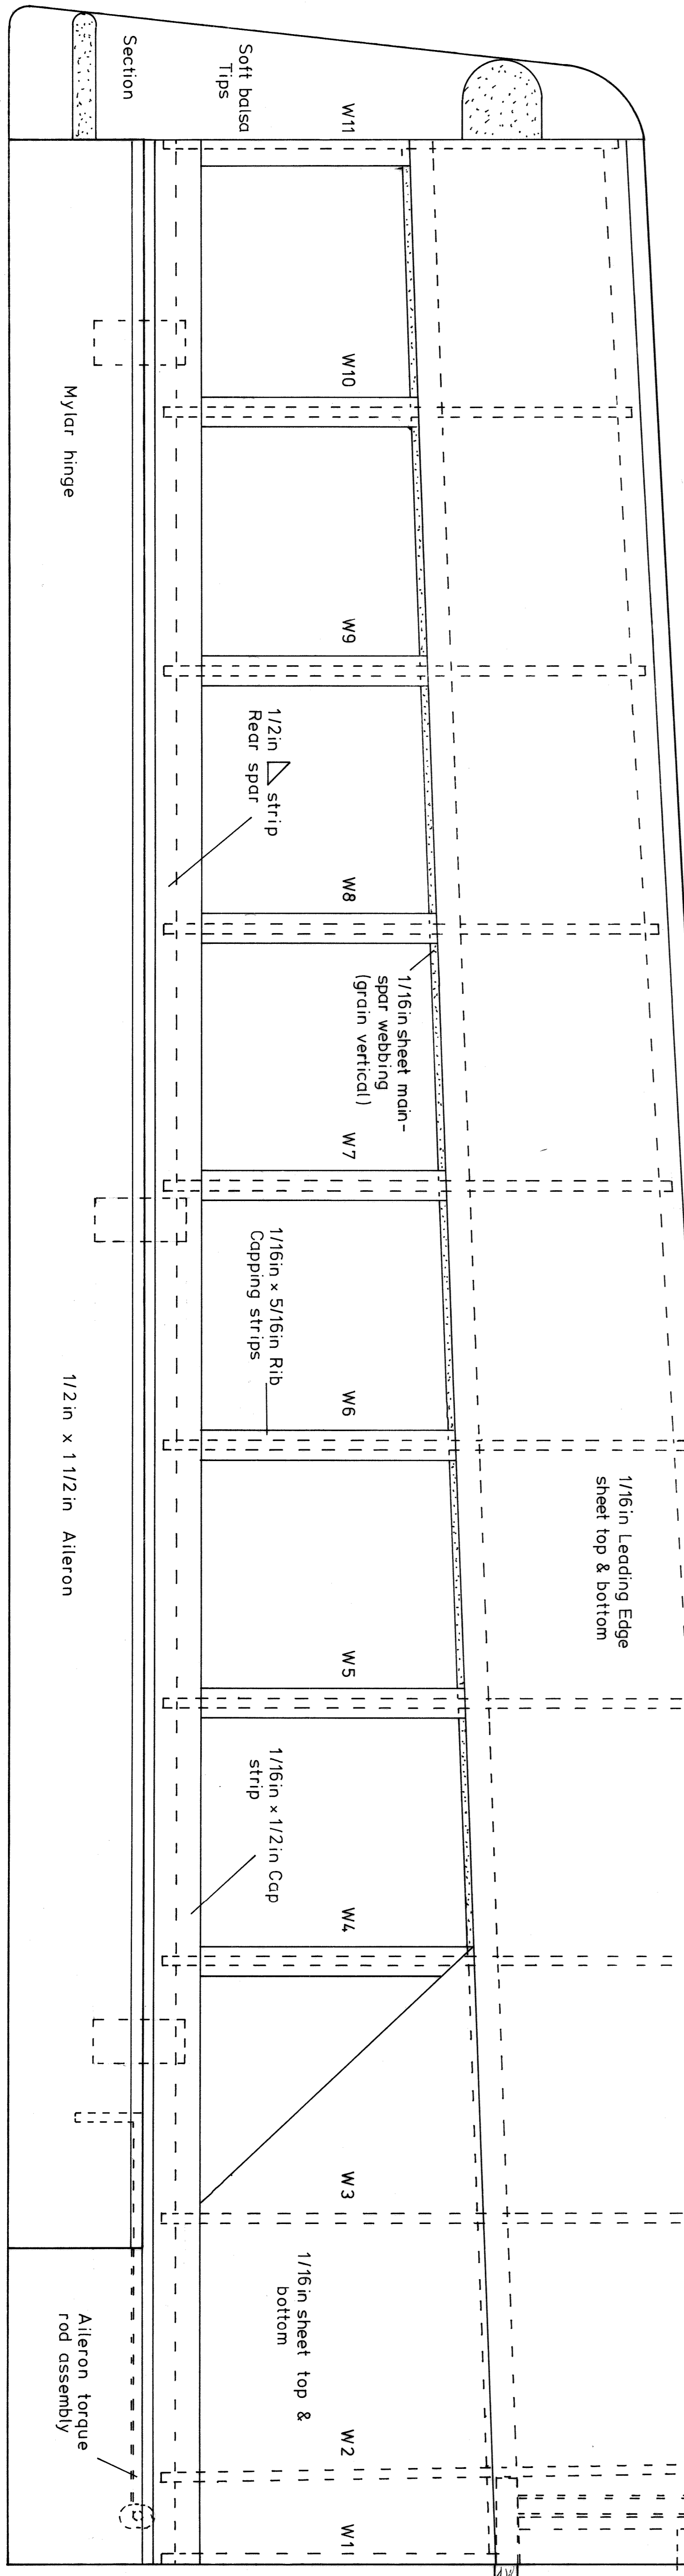 Section
Soft balsa
Tips
W11
W10
Mylar hinge
W9
1/2in strip
Rear spar
W8
1/16in sheet main-
spar webbing
(grain vertical)
W7
1/16in × 5/16in Rib
Capping strips
W6
1/2in x 1 1/2in Aileron
1/16in Leading Edge
sheet top & bottom
W5
1/16in × 1/2in Cap
strip
W4
W3
1/16in sheet top &
bottom
Aileron torque
rod assembly
W2
W1